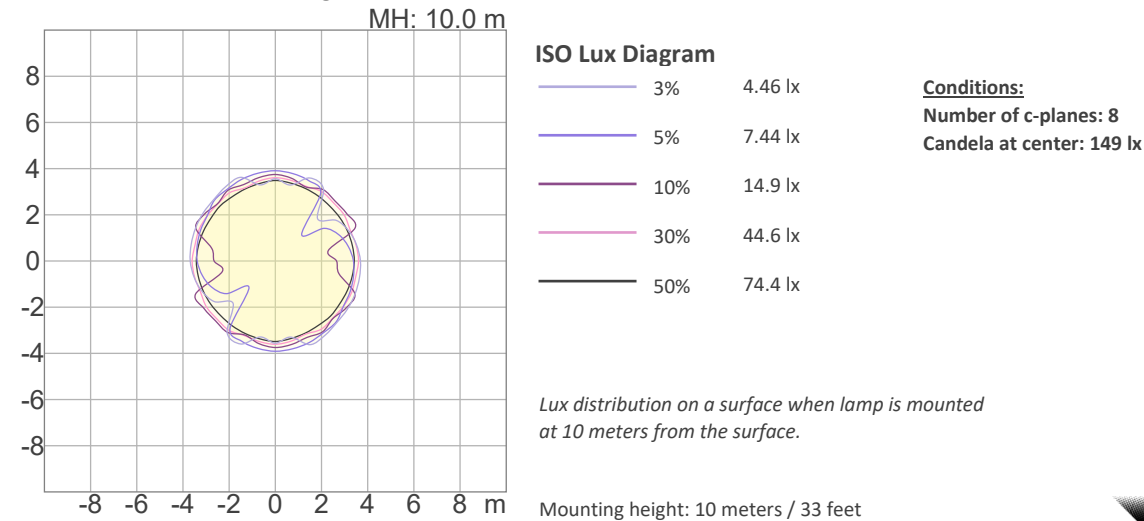 MH: 10.0 m
8
6
4
2
0
-2
-4
-6
-8
-8 -6 -4 -2 0 2 4 6 8 m
ISO Lux Diagram
3% 4.46 lx
5% 7.44 lx
10% 14.9 lx
30% 44.6 lx
50% 74.4 lx
Conditions:
Number of c-planes: 8
Candela at center: 149 lx
Lux distribution on a surface when lamp is mounted
at 10 meters from the surface.
Mounting height: 10 meters / 33 feet